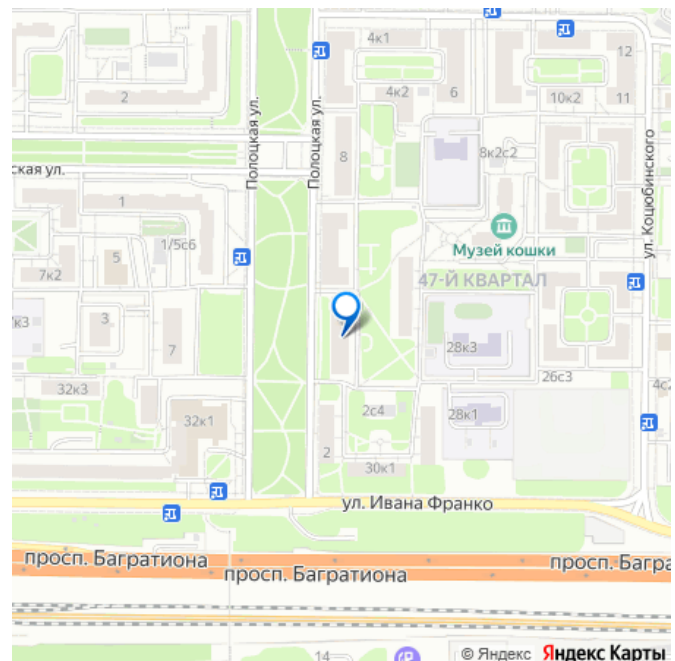 4к1
12
2
4к2
6
10к2
11
Полоцкая ул.
Полоцкая ул.
8
8к2с2
ская ул.
ул. Коцюбинского
1
1/5с6
Музей кошки
5
7к2
47-Й КВАРТАЛ
к3
3
7
28к3
26с3
32к3
4с2
32к1
2с4
28к1
2
30к1
ул. Ивана Франко
просп. Багратиона
просп. Багратиона
просп. Багра
14
© Яндекс Яндекс Карты